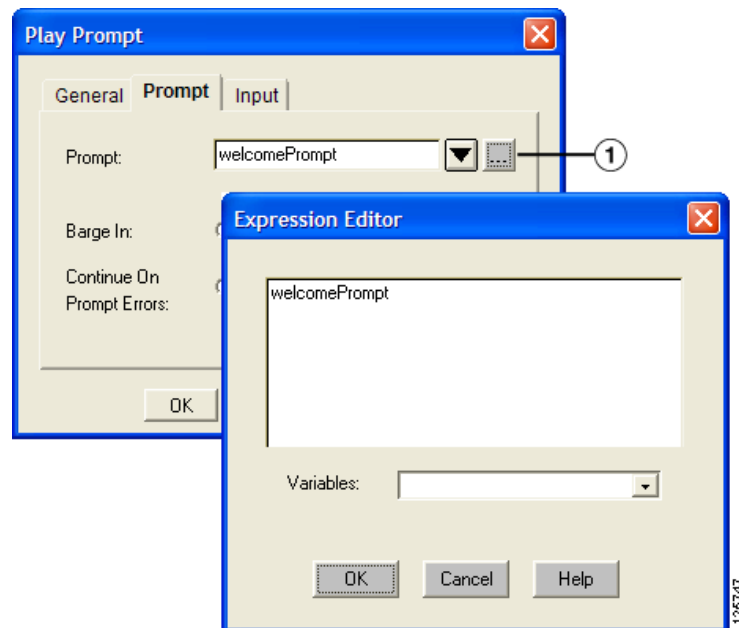 Play Prompt
General Prompt Input
Prompt: welcomePrompt ... 1
Barge In:
Continue On
Prompt Errors:
OK
Expression Editor
welcomePrompt
Variables:
OK Cancel Help